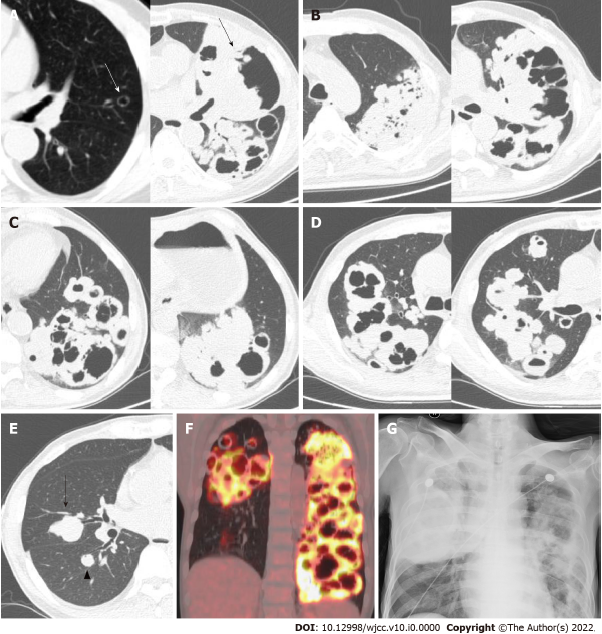 A
B
C
D
E
F
G
DOI: 10.12998/wjcc.v10.i0.0000 Copyright ©The Author(s) 2022.